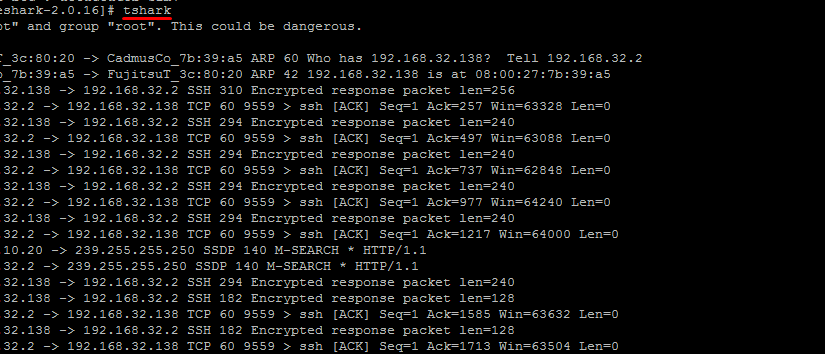 eshark-2.0.16]# tshark
ot" and group "root". This could be dangerous.
T_3c:80:20 -> CadmusCo_7b:39:a5 ARP 60 Who has 192.168.32.138?  Tell 192.168.32.2
o_7b:39:a5 -> FujitsuT_3c:80:20 ARP 42 192.168.32.138 is at 08:00:27:7b:39:a5
.32.138 -> 192.168.32.2 SSH 310 Encrypted response packet len=256
.32.2 -> 192.168.32.138 TCP 60 9559 > ssh [ACK] Seq=1 Ack=257 Win=63328 Len=0
.32.138 -> 192.168.32.2 SSH 294 Encrypted response packet len=240
.32.2 -> 192.168.32.138 TCP 60 9559 > ssh [ACK] Seq=1 Ack=497 Win=63088 Len=0
.32.138 -> 192.168.32.2 SSH 294 Encrypted response packet len=240
.32.2 -> 192.168.32.138 TCP 60 9559 > ssh [ACK] Seq=1 Ack=737 Win=62848 Len=0
.32.138 -> 192.168.32.2 SSH 294 Encrypted response packet len=240
.32.2 -> 192.168.32.138 TCP 60 9559 > ssh [ACK] Seq=1 Ack=977 Win=64240 Len=0
.32.138 -> 192.168.32.2 SSH 294 Encrypted response packet len=240
.32.2 -> 192.168.32.138 TCP 60 9559 > ssh [ACK] Seq=1 Ack=1217 Win=64000 Len=0
.10.20 -> 239.255.255.250 SSDP 140 M-SEARCH * HTTP/1.1
.32.2 -> 239.255.255.250 SSDP 140 M-SEARCH * HTTP/1.1
.32.138 -> 192.168.32.2 SSH 294 Encrypted response packet len=240
.32.138 -> 192.168.32.2 SSH 182 Encrypted response packet len=128
.32.2 -> 192.168.32.138 TCP 60 9559 > ssh [ACK] Seq=1 Ack=1585 Win=63632 Len=0
.32.138 -> 192.168.32.2 SSH 182 Encrypted response packet len=128
.32.2 -> 192.168.32.138 TCP 60 9559 > ssh [ACK] Seq=1 Ack=1713 Win=63504 Len=0